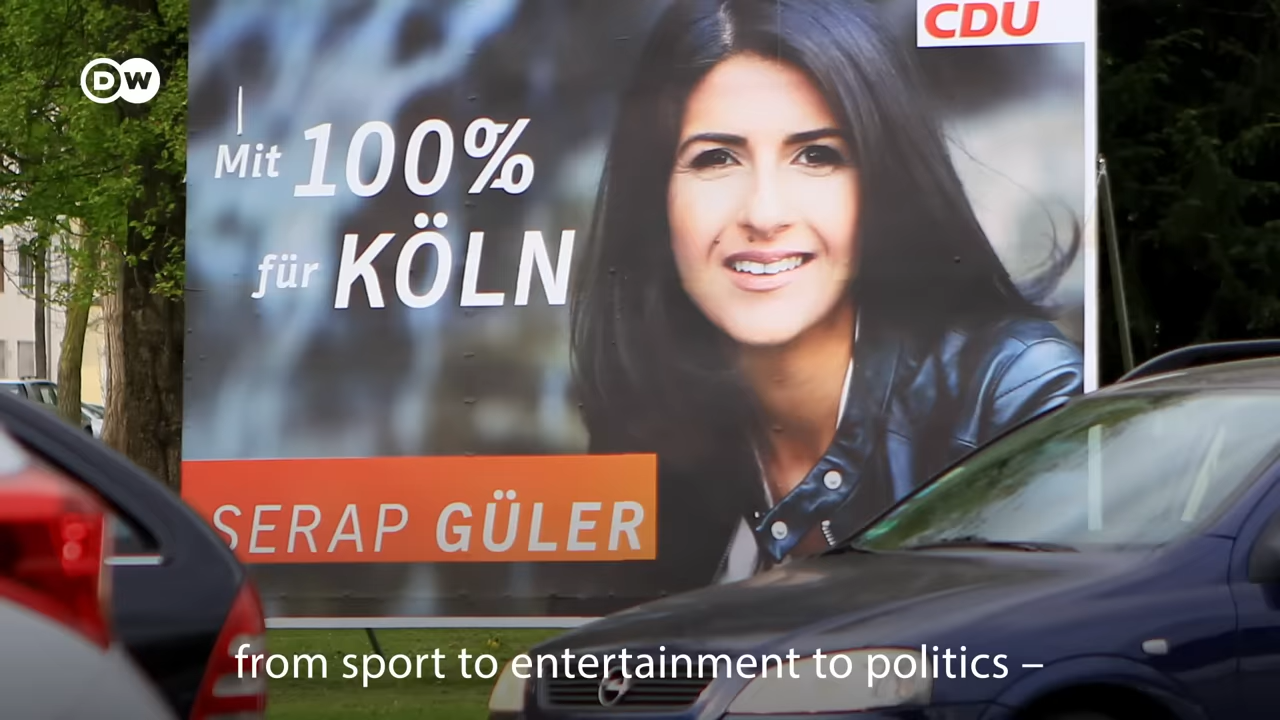 DW
CDU
Mit 100%
für KÖLN
SERAP GÜLER
from sport to entertainment to politics –